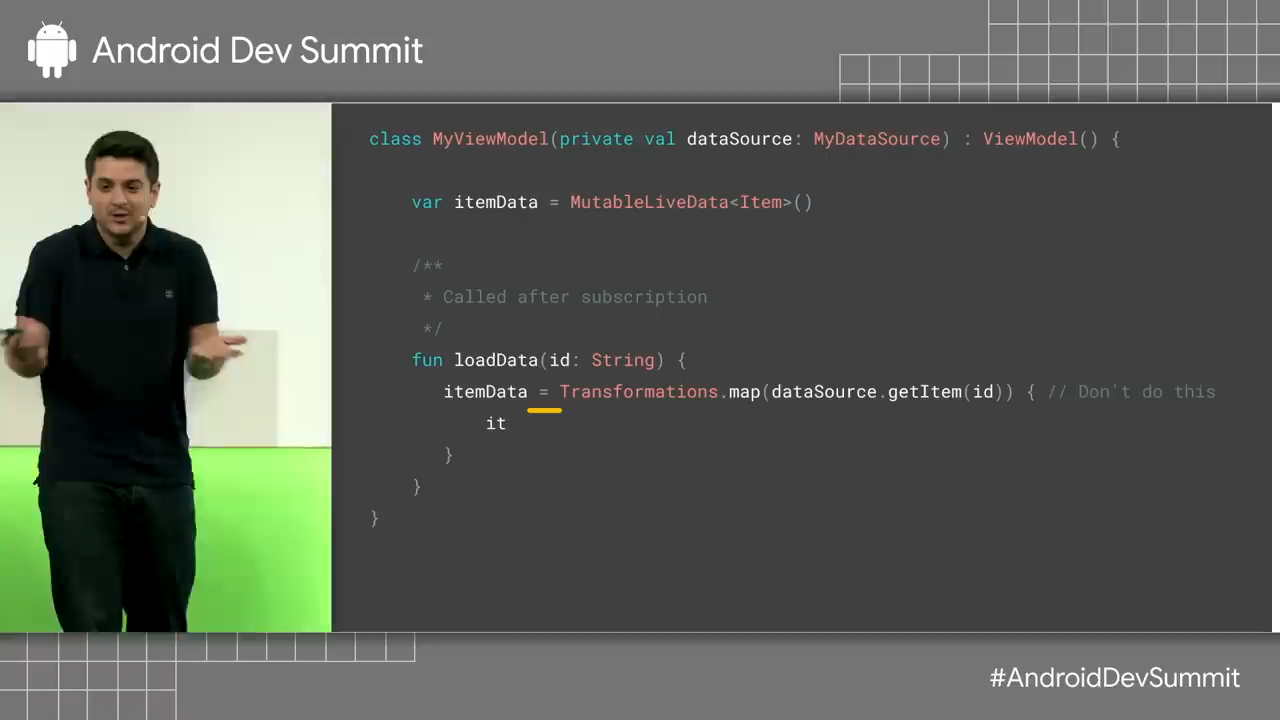 Android Dev Summit
class MyViewModel(private val dataSource: MyDataSource) : ViewModel() {
var itemData = MutableLiveData<Item>()
/**
* Called after subscription
*/
fun loadData(id: String) {
itemData = Transformations.map(dataSource.getItem(id)) { // Don't do this
it
}
}
}
#AndroidDevSummit